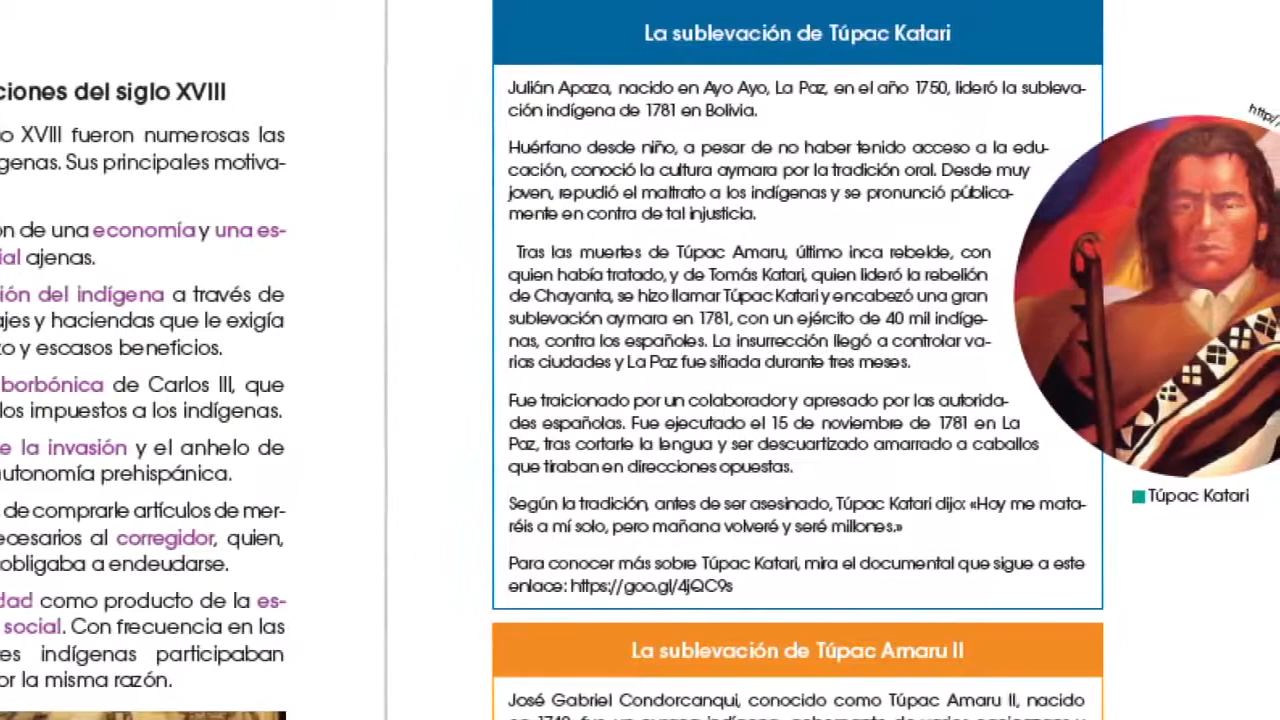 ciones del siglo XVIII
XVIII fueron numerosas las
genas. Sus principales motiva-
de una economía y una es-
ajenas.
del indígena a través de
y haciendas que le exigía
y escasos beneficios.
borbónica de Carlos III, que
los impuestos a los indígenas.
la invasión y el anhelo de
autonomía prehispánica.
de comprarle artículos de mer-
al corregidor, quien,
obligaba a endeudarse.
como producto de la es-
social. Con frecuencia en las
indígenas participaban
la misma razón.
La sublevación de Túpac Katari
Julián Apaza, nacido en Ayo Ayo, La Paz, en el año 1750, lideró la subleva-
ción indígena de 1781 en Bolivia.
Huérfano desde niño, a pesar de no haber tenido acceso a la edu-
cación, conoció la cultura aymara por la tradición oral. Desde muy
joven, repudió el maltrato a los indígenas y se pronunció pública-
mente en contra de tal injusticia.
Tras las muertes de Túpac Amaru, último inca rebelde, con
quien había tratado, y de Tomás Katari, quien lideró la rebelión
de Chayanta, se hizo llamar Túpac Katari y encabezó una gran
sublevación aymara en 1781, con un ejército de 40 mil indíge-
nas, contra los españoles. La insurrección llegó a controlar va-
rias ciudades y La Paz fue sitiada durante tres meses.
Fue traicionado por un colaborador y apresado por las autorida-
des españolas. Fue ejecutado el 15 de noviembre de 1781 en La
Paz, tras cortarle la lengua y ser descuartizado amarrado a caballos
que tiraban en direcciones opuestas.
Según la tradición, antes de ser asesinado, Túpac Katari dijo: «Hoy me mata-
réis a mí solo, pero mañana volveré y seré millones.»
Para conocer más sobre Túpac Katari, mira el documental que sigue a este
enlace: https://goo.gl/4jQC9s
Túpac Katari
La sublevación de Túpac Amaru II
José Gabriel Condorcanqui, conocido como Túpac Amaru II, nacido